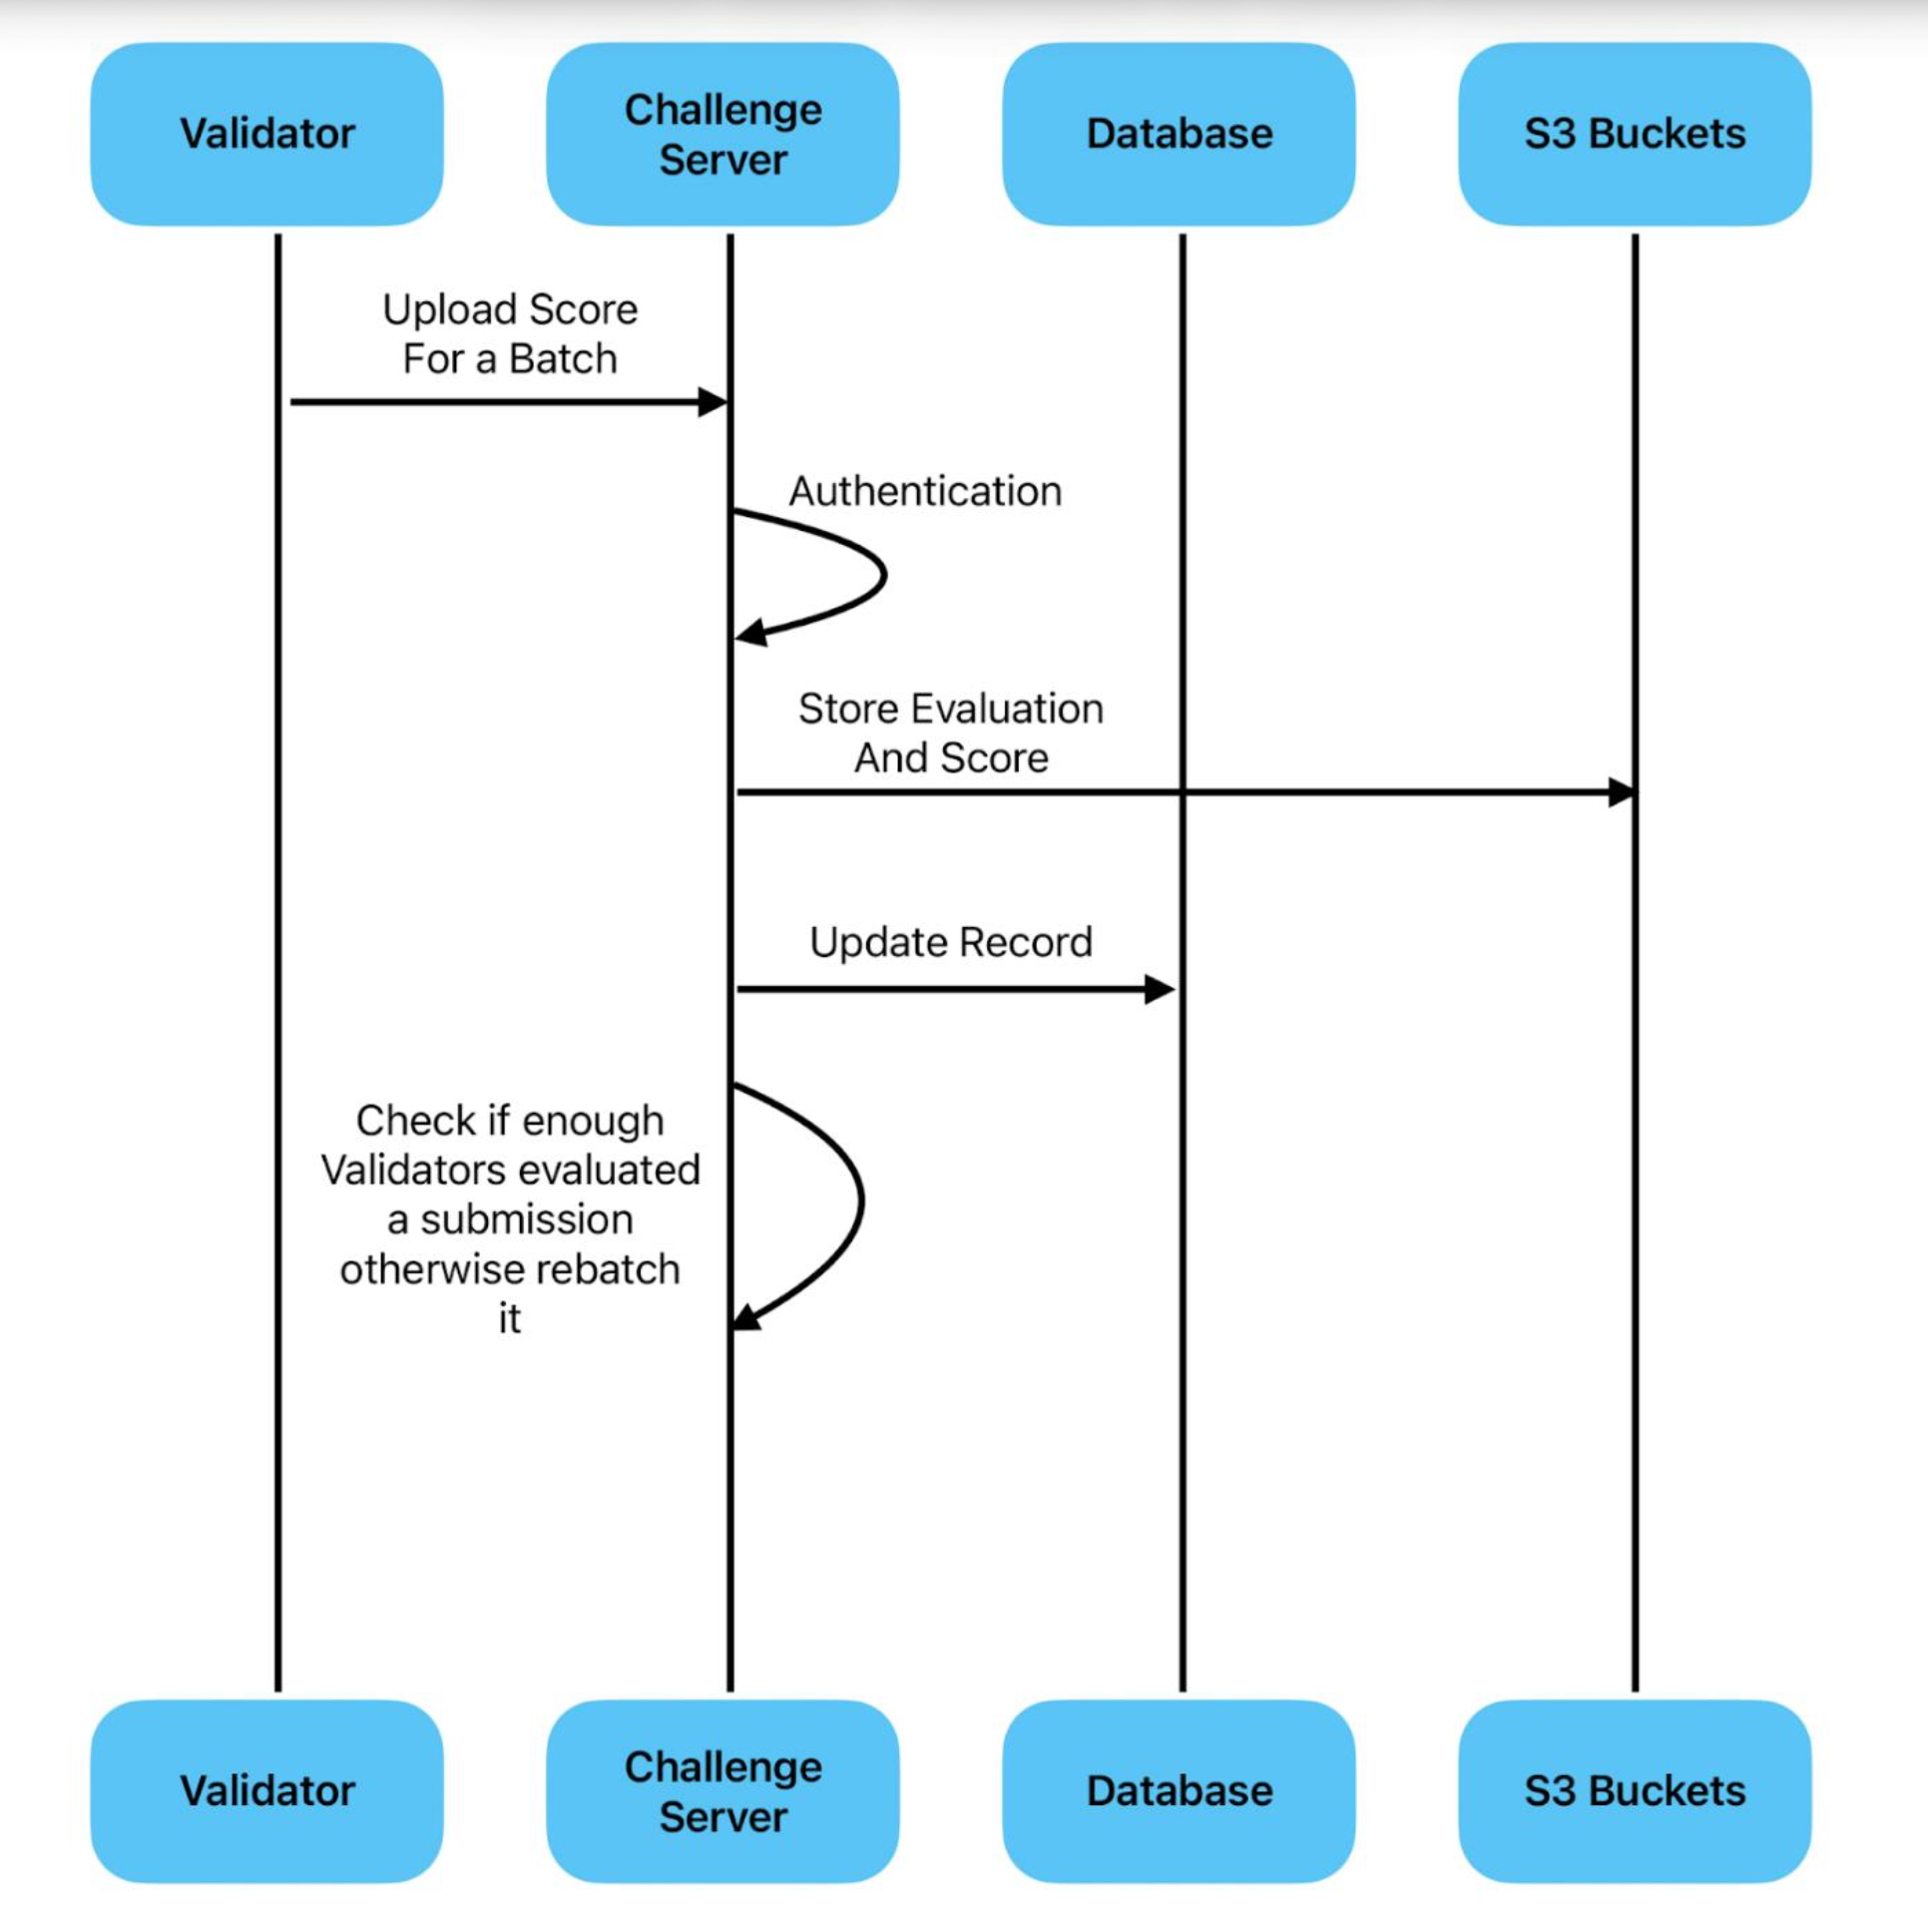 Validator
Challenge
Server
Database
S3 Buckets
Upload Score
For a Batch
Authentication
Store Evaluation
And Score
Update Record
Check if enough
Validators evaluated
a submission
otherwise rebatch
it
Validator
Challenge
Server
Database
S3 Buckets